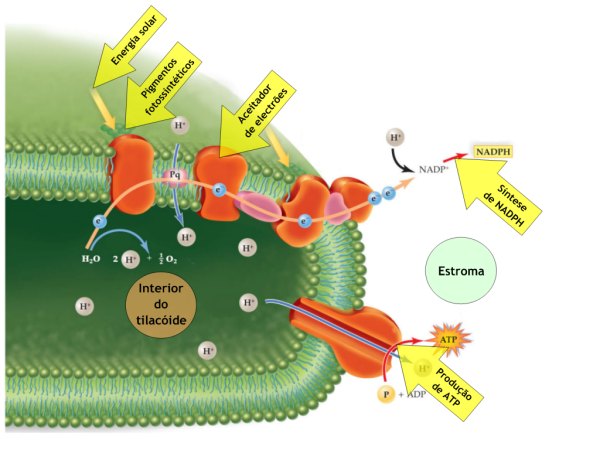 Energia solar
Pigmentos
fotossintéticos
Aceitador
de electrões
H⁺
H⁺
NADP⁺
NADPH
Síntese
de NADPH
Pq
e⁻
e⁻
e⁻
e⁻
e⁻
H⁺
H⁺
H₂O 2 H⁺ + ½ O₂
Estroma
Interior
do
tilacóide
H⁺
H⁺
H⁺
ATP
H⁺
P + ADP
Produção
de ATP